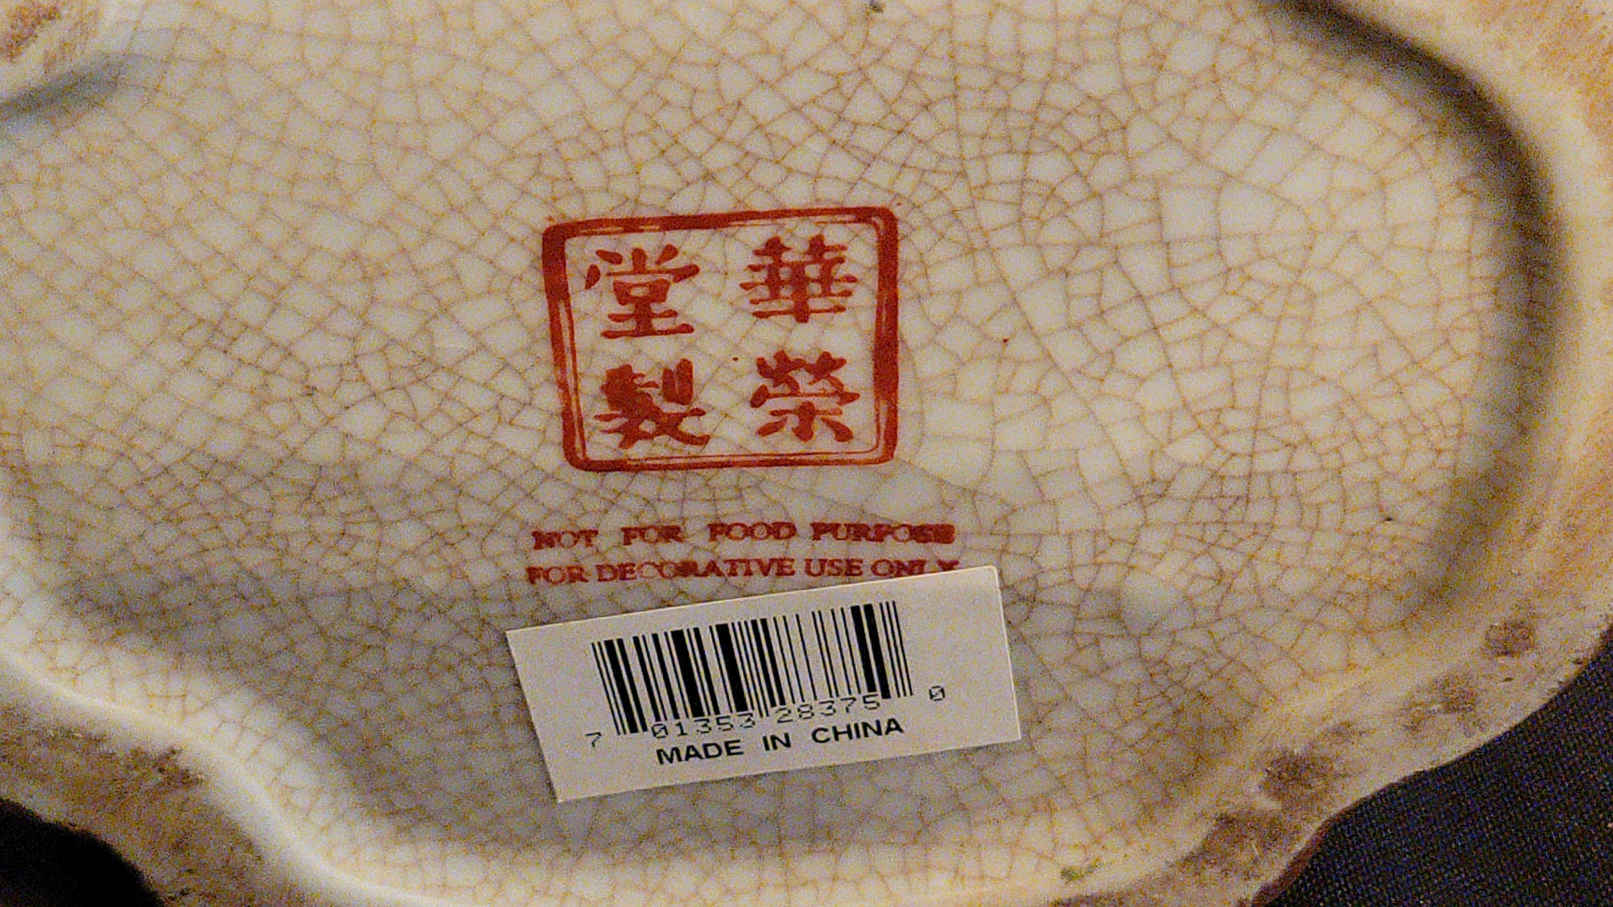 華榮
堂製
NOT FOR FOOD PURPOSE
FOR DECORATIVE USE ONLY
7 01353 28375 0
MADE IN CHINA